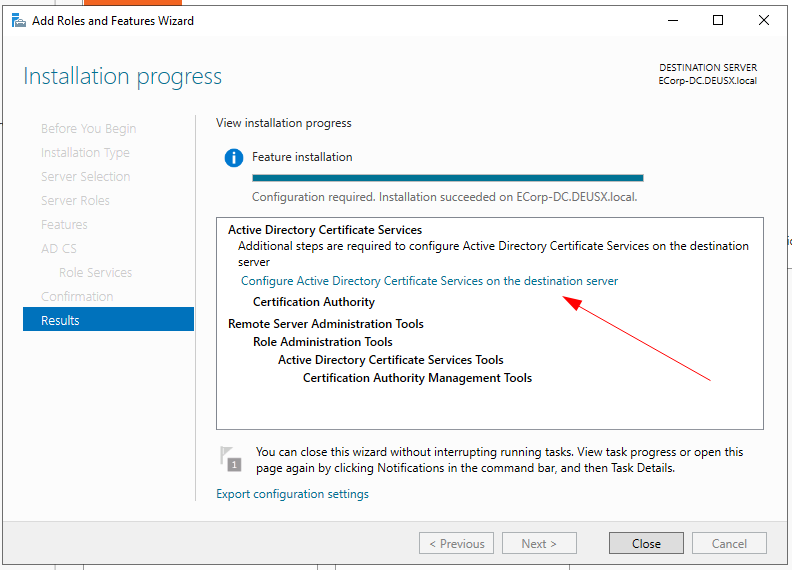 Add Roles and Features Wizard
Installation progress
DESTINATION SERVER
ECorp-DC.DEUSX.local
Before You Begin
Installation Type
Server Selection
Server Roles
Features
AD CS
Role Services
Confirmation
Results
View installation progress
Feature installation
Configuration required. Installation succeeded on ECorp-DC.DEUSX.local.
Active Directory Certificate Services
Additional steps are required to configure Active Directory Certificate Services on the destination
server
Configure Active Directory Certificate Services on the destination server
Certification Authority
Remote Server Administration Tools
Role Administration Tools
Active Directory Certificate Services Tools
Certification Authority Management Tools
1
You can close this wizard without interrupting running tasks. View task progress or open this
page again by clicking Notifications in the command bar, and then Task Details.
Export configuration settings
< Previous
Next >
Close
Cancel